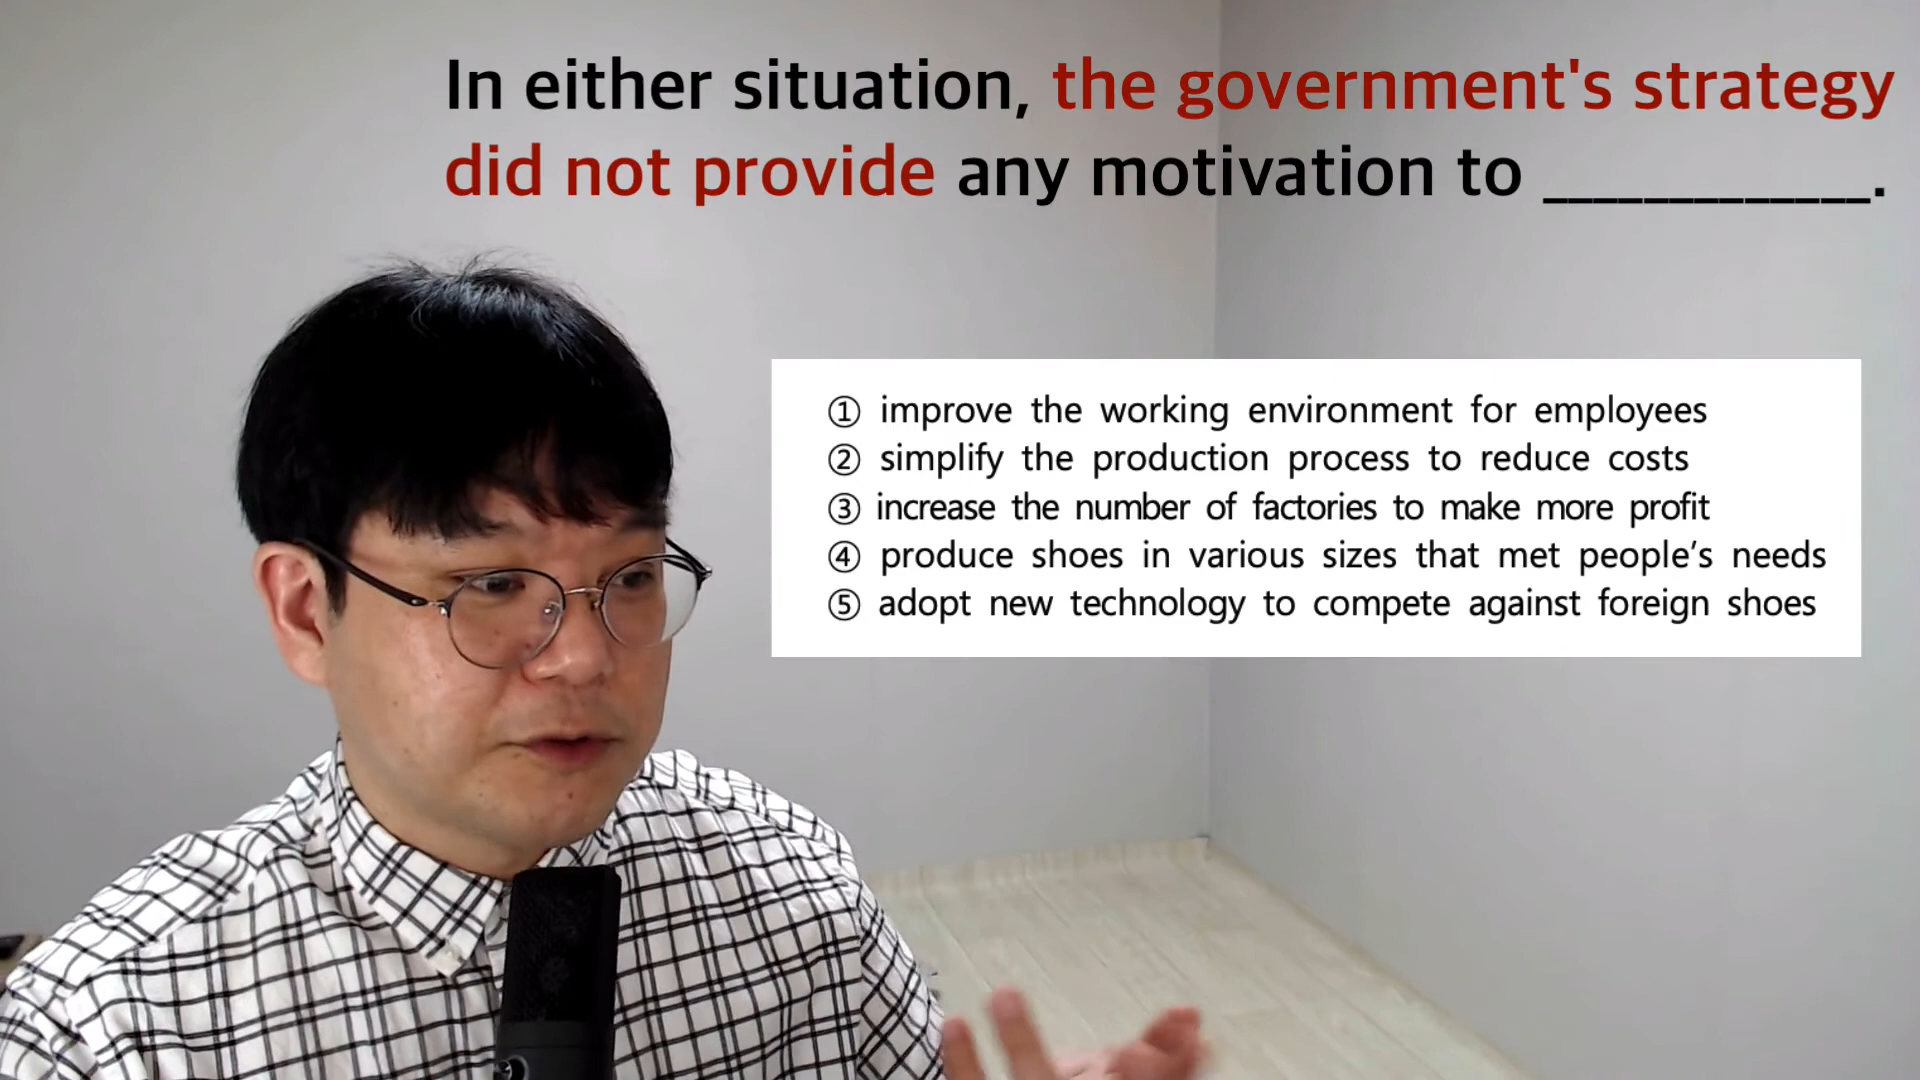 In either situation, the government's strategy
did not provide any motivation to _____________.
① improve the working environment for employees
② simplify the production process to reduce costs
③ increase the number of factories to make more profit
④ produce shoes in various sizes that met people’s needs
⑤ adopt new technology to compete against foreign shoes